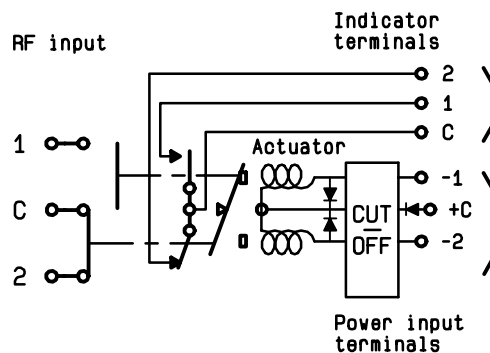 Indicator
terminals
RF input
2
1
C
Actuator
1
C
2
-1
+C
-2
CUT
OFF
Power input
terminals